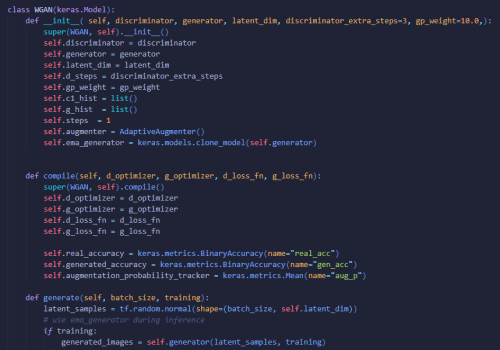 class WGAN(keras.Model):
def __init__( self, discriminator, generator, latent_dim, discriminator_extra_steps=3, gp_weight=10.0,):
super(WGAN, self).__init__()
self.discriminator = discriminator
self.generator = generator
self.latent_dim = latent_dim
self.d_steps = discriminator_extra_steps
self.gp_weight = gp_weight
self.c1_hist = list()
self.g_hist  = list()
self.steps  = 1
self.augmenter = AdaptiveAugmenter()
self.ema_generator = keras.models.clone_model(self.generator)
def compile(self, d_optimizer, g_optimizer, d_loss_fn, g_loss_fn):
super(WGAN, self).compile()
self.d_optimizer = d_optimizer
self.g_optimizer = g_optimizer
self.d_loss_fn = d_loss_fn
self.g_loss_fn = g_loss_fn
self.real_accuracy = keras.metrics.BinaryAccuracy(name="real_acc")
self.generated_accuracy = keras.metrics.BinaryAccuracy(name="gen_acc")
self.augmentation_probability_tracker = keras.metrics.Mean(name="aug_p")
def generate(self, batch_size, training):
latent_samples = tf.random.normal(shape=(batch_size, self.latent_dim))
# use ema_generator during inference
if training:
generated_images = self.generator(latent_samples, training)